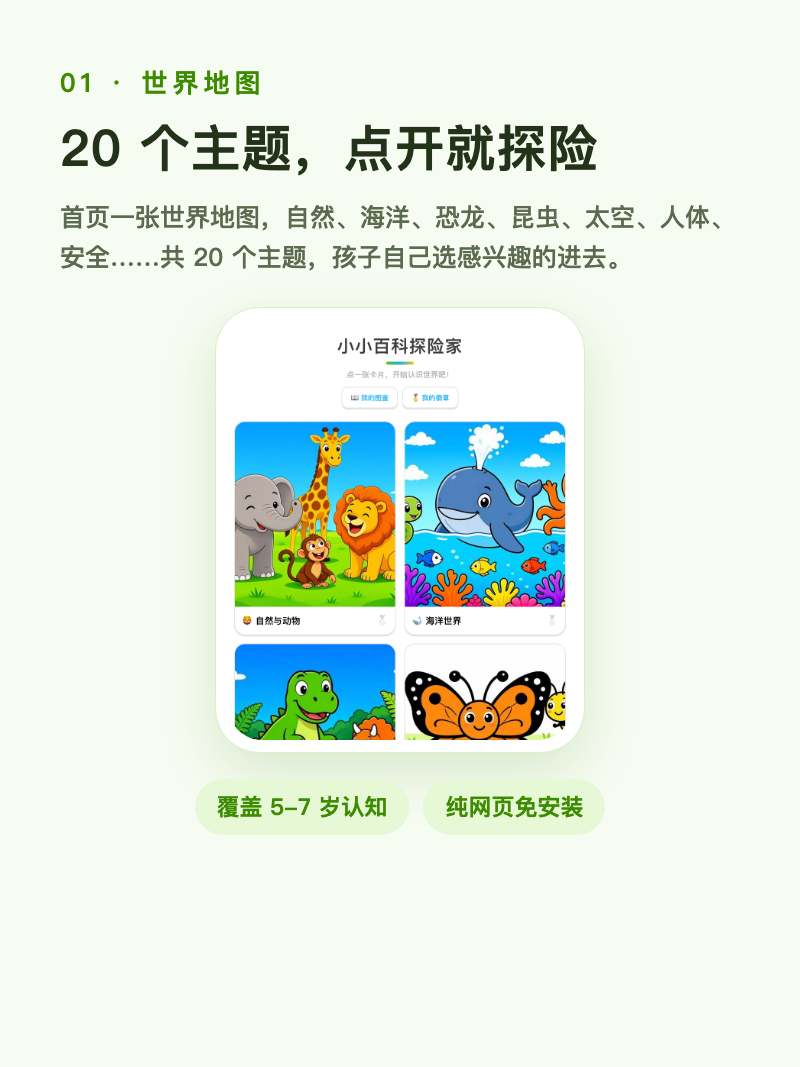 01 · 世界地图
20 个主题，点开就探险
首页一张世界地图，自然、海洋、恐龙、昆虫、太空、人体、
安全……共 20 个主题，孩子自己选感兴趣的进去。
小小百科探险家
点一张卡片，开始认识世界吧！
我的图鉴
我的徽章
自然与动物
海洋世界
覆盖 5–7 岁认知
纯网页免安装